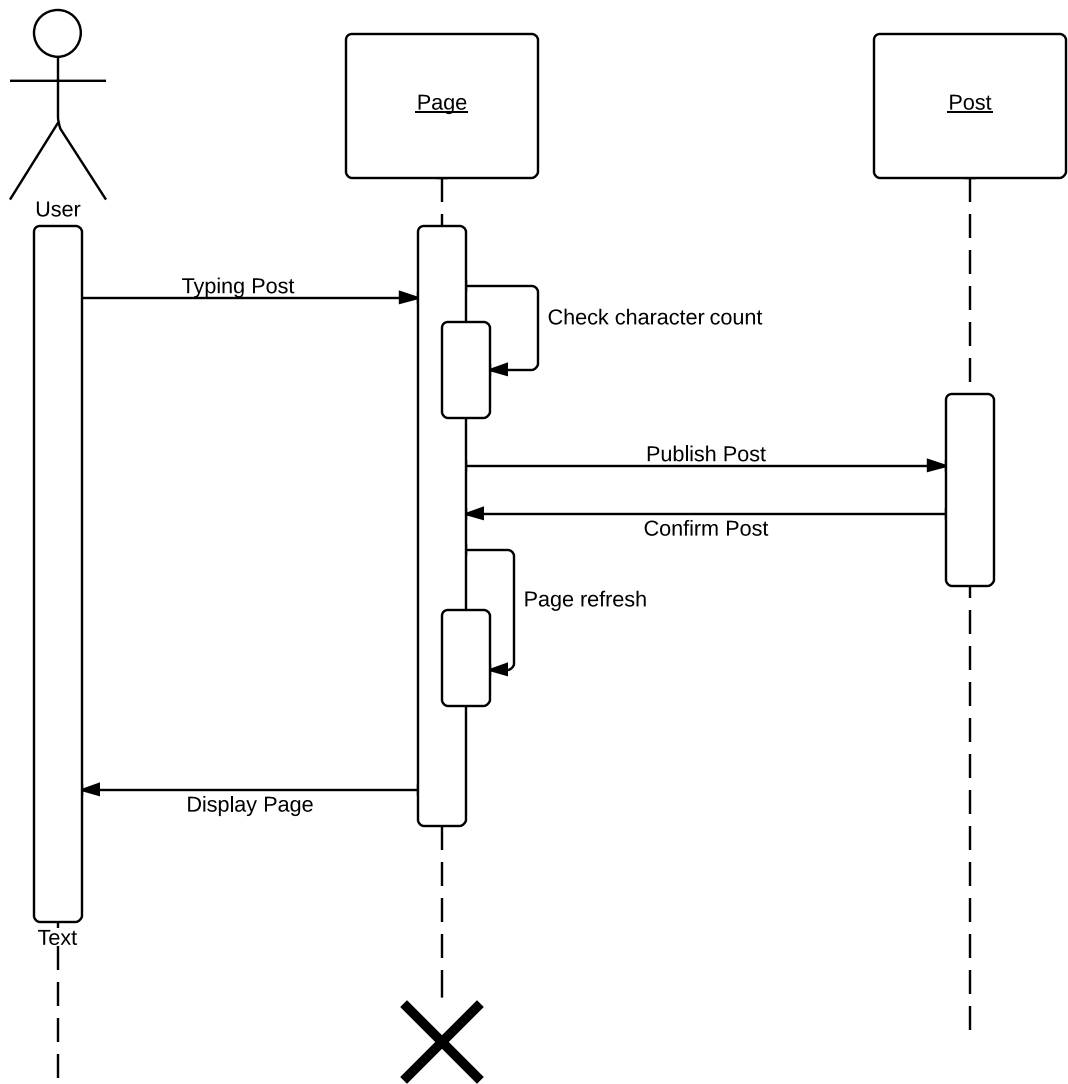 Page
Post
User
Typing Post
Check character count
Publish Post
Confirm Post
Page refresh
Display Page
Text